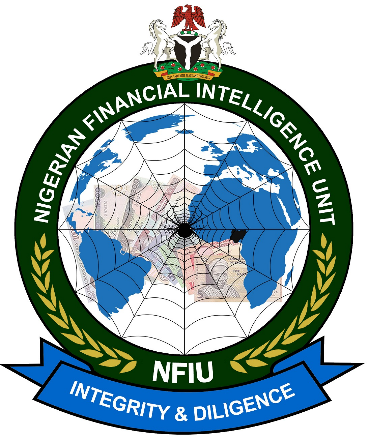 NIGERIAN FINANCIAL INTELLIGENCE UNIT
NFIU
INTEGRITY & DILIGENCE